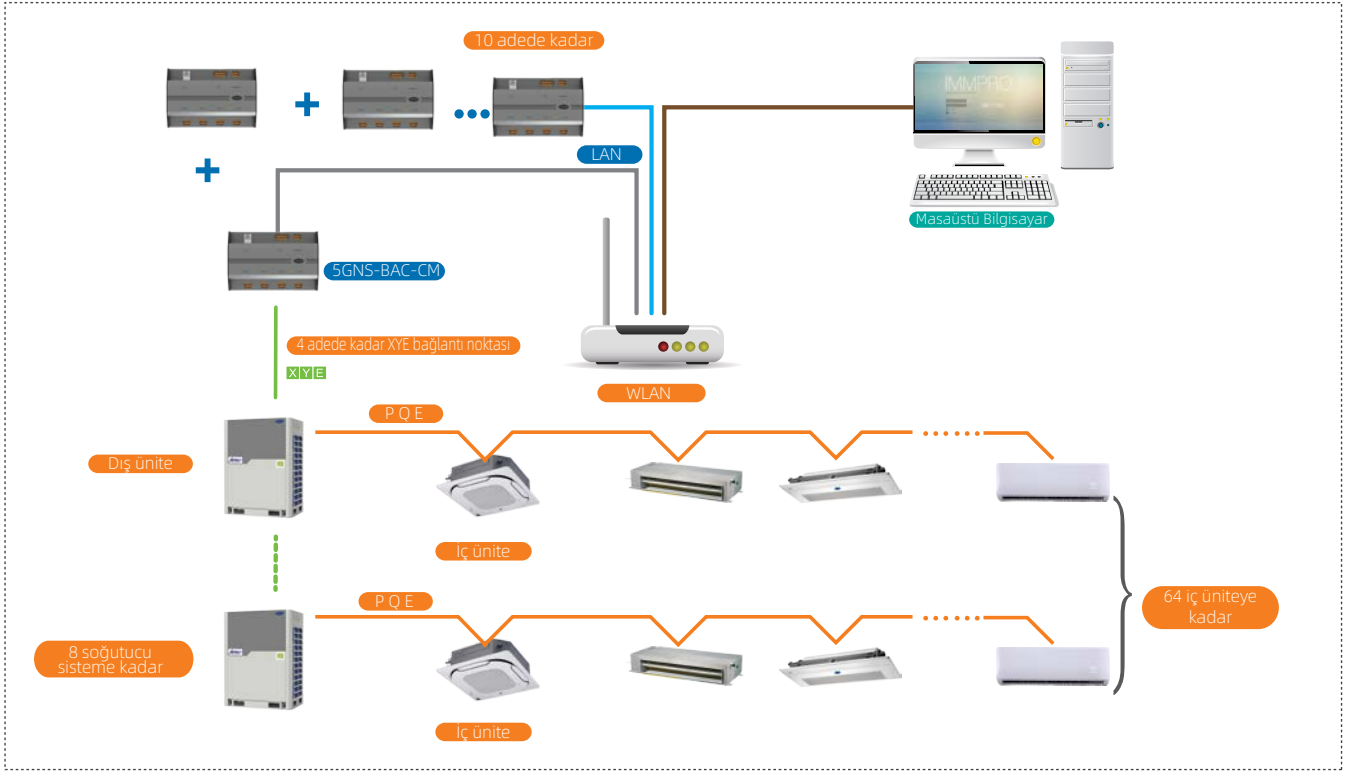 10 adede kadar
IMMPRO
LAN
Masaüstü Bilgisayar
5GNS-BAC-CM
4 adede kadar XYE bağlantı noktası
X Y E
WLAN
P Q E
Dış ünite
İç ünite
P Q E
64 iç üniteye
kadar
8 soğutucu
sisteme kadar
İç ünite